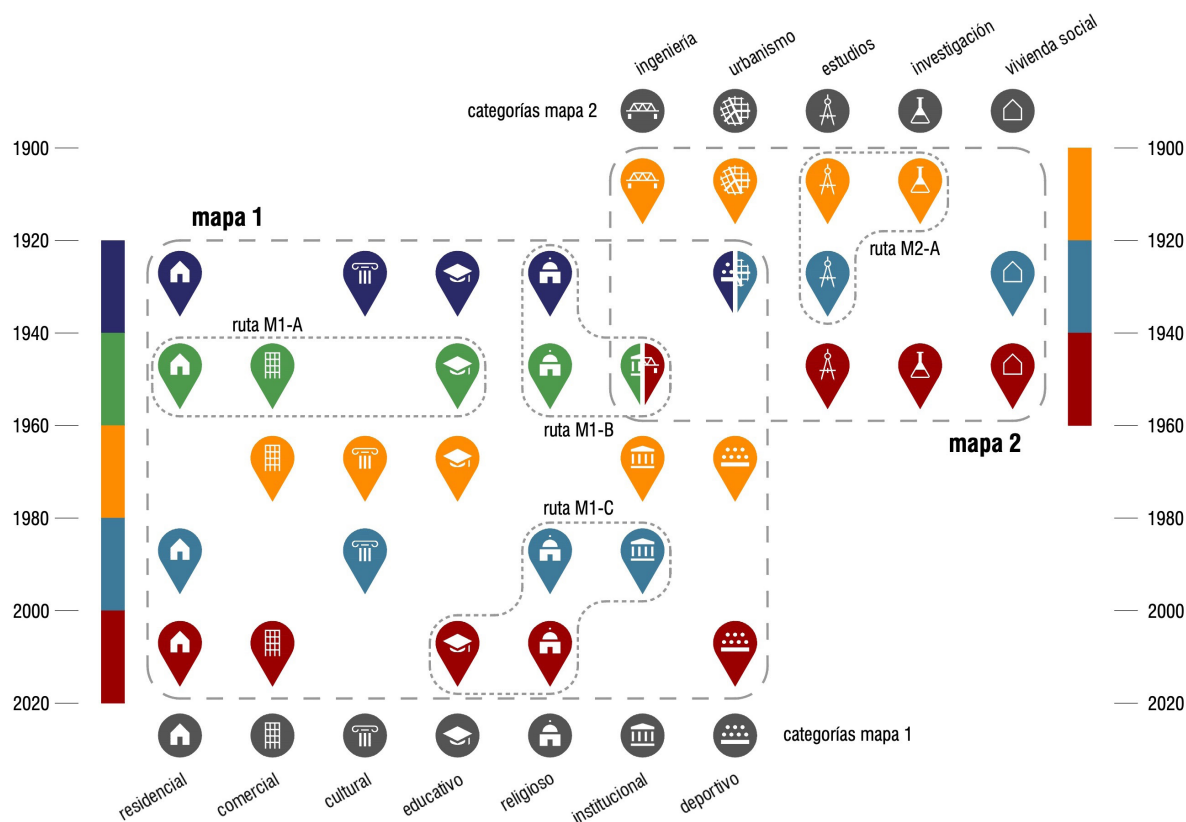 ingeniería
urbanismo
estudios
investigación
vivienda social
categorías mapa 2
1900
1900
mapa 1
1920
ruta M2-A
1920
ruta M1-A
1940
1940
ruta M1-B
1960
mapa 2
1960
ruta M1-C
1980
1980
2000
2000
2020
2020
categorías mapa 1
residencial
comercial
cultural
educativo
religioso
institucional
deportivo